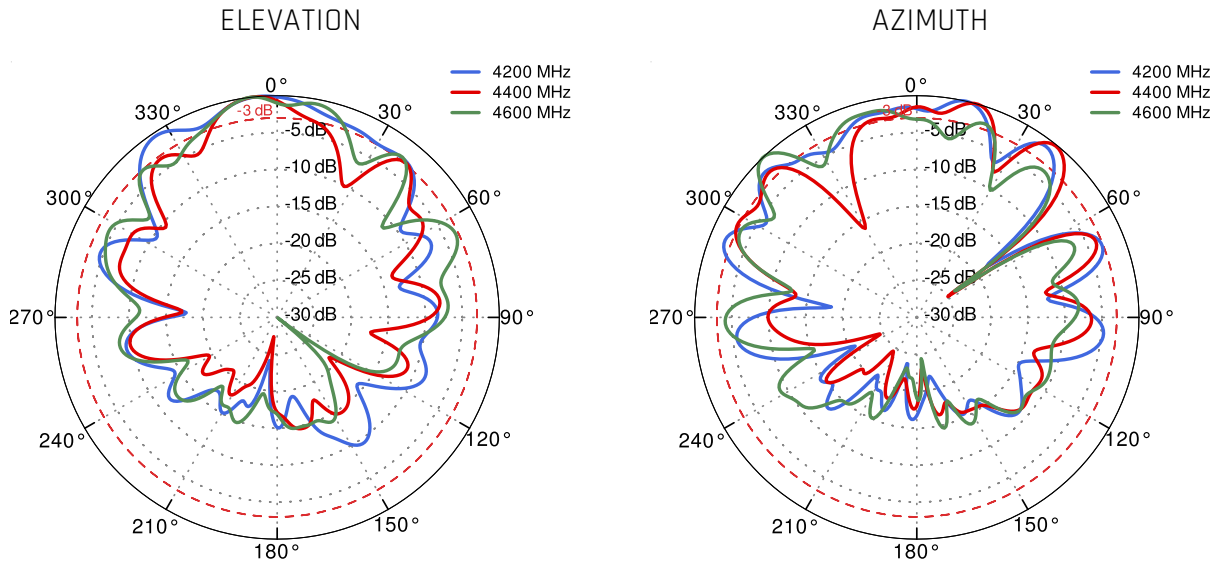 ELEVATION
4200 MHz
4400 MHz
4600 MHz
0°
30°
60°
90°
120°
150°
180°
210°
240°
270°
300°
330°
-3 dB
-5 dB
-10 dB
-15 dB
-20 dB
-25 dB
-30 dB
AZIMUTH
4200 MHz
4400 MHz
4600 MHz
0°
30°
60°
90°
120°
150°
180°
210°
240°
270°
300°
330°
-3 dB
-5 dB
-10 dB
-15 dB
-20 dB
-25 dB
-30 dB